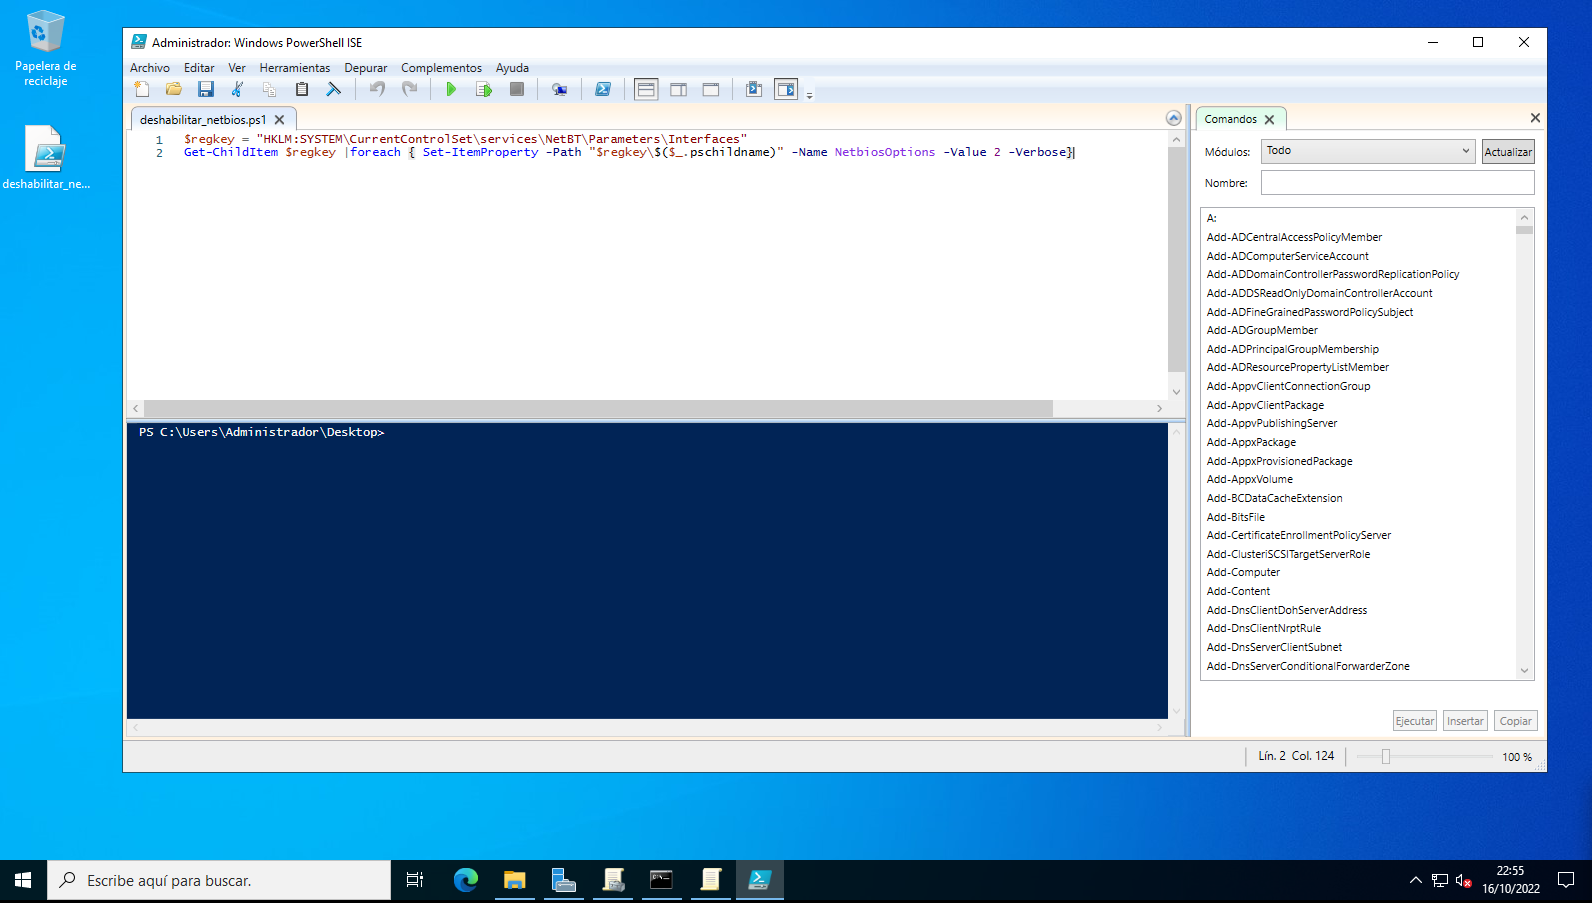 Papelera de
reciclaje
deshabilitar_ne...
Administrador: Windows PowerShell ISE
Archivo Editar Ver Herramientas Depurar Complementos Ayuda
deshabilitar_netbios.ps1
1 $regkey = "HKLM:SYSTEM\CurrentControlSet\services\NetBT\Parameters\Interfaces"
2 Get-ChildItem $regkey |foreach { Set-ItemProperty -Path "$regkey\$($_.pschildname)" -Name NetbiosOptions -Value 2 -Verbose}
PS C:\Users\Administrador\Desktop>
Comandos
Módulos: Todo Actualizar
Nombre:
A:
Add-ADCentralAccessPolicyMember
Add-ADComputerServiceAccount
Add-ADDomainControllerPasswordReplicationPolicy
Add-ADDSReadOnlyDomainControllerAccount
Add-ADFineGrainedPasswordPolicySubject
Add-ADGroupMember
Add-ADPrincipalGroupMembership
Add-ADResourcePropertyListMember
Add-AppvClientConnectionGroup
Add-AppvClientPackage
Add-AppvPublishingServer
Add-AppxPackage
Add-AppxProvisionedPackage
Add-AppxVolume
Add-BCDataCacheExtension
Add-BitsFile
Add-CertificateEnrollmentPolicyServer
Add-ClusteriSCSITargetServerRole
Add-Computer
Add-Content
Add-DnsClientDohServerAddress
Add-DnsClientNrptRule
Add-DnsServerClientSubnet
Add-DnsServerConditionalForwarderZone
Ejecutar Insertar Copiar
Lín. 2 Col. 124 100 %
Escribe aquí para buscar.
22:55
16/10/2022